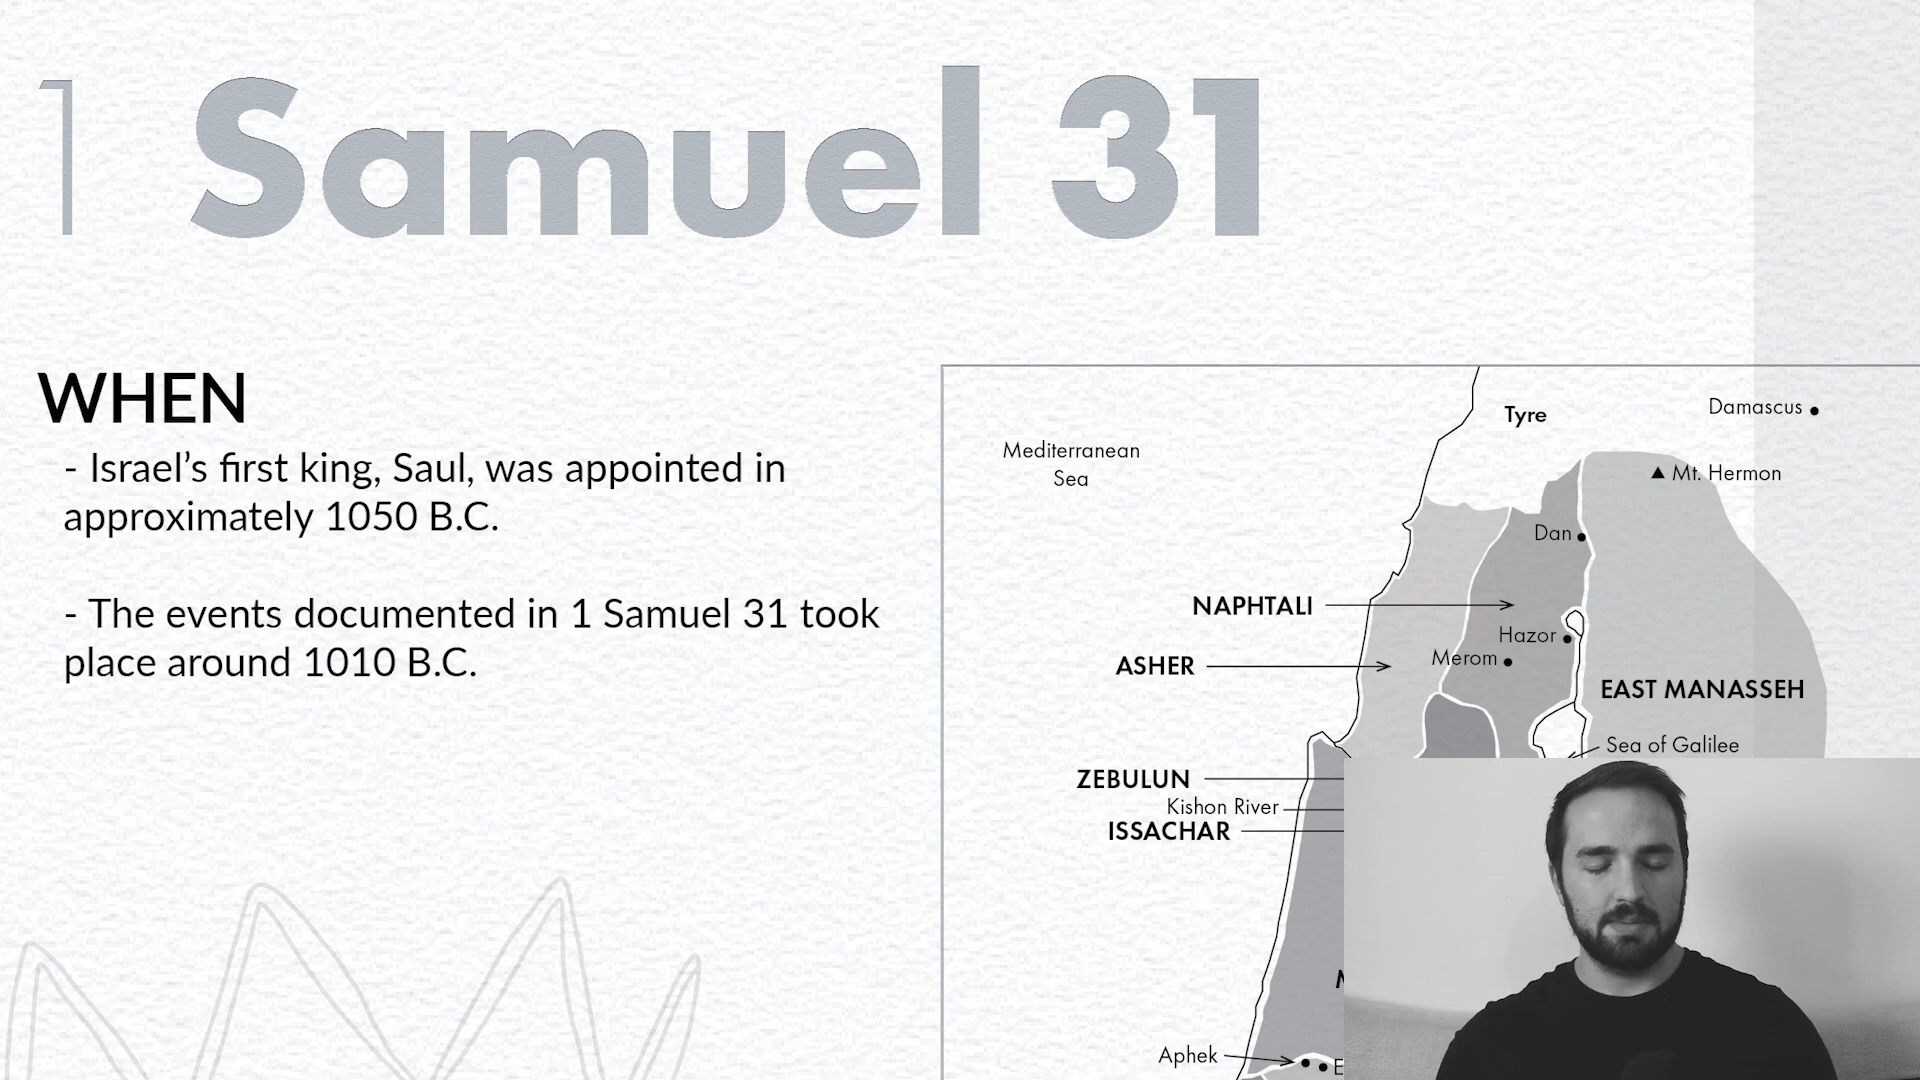 1 Samuel 31
WHEN
- Israel’s first king, Saul, was appointed in
approximately 1050 B.C.
- The events documented in 1 Samuel 31 took
place around 1010 B.C.
Mediterranean
Sea
Tyre
Damascus
Mt. Hermon
Dan
NAPHTALI
Hazor
Merom
ASHER
EAST MANASSEH
Sea of Galilee
ZEBULUN
Kishon River
ISSACHAR
Aphek